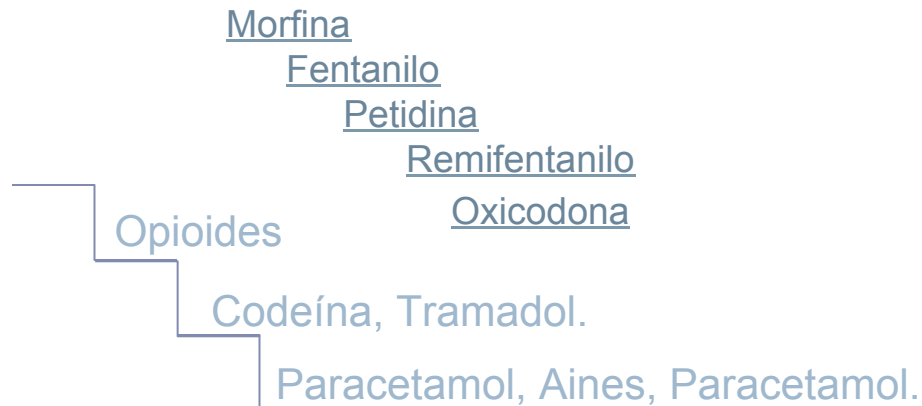 Morfina
Fentanilo
Petidina
Remifentanilo
Oxicodona
Opioides
Codeína, Tramadol.
Paracetamol, Aines, Paracetamol.